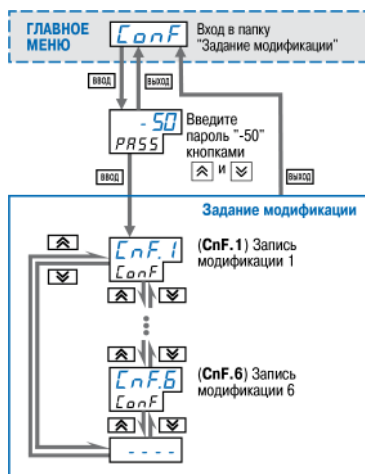 ГЛАВНОЕ
МЕНЮ
ConF
Вход в папку
"Задание модификации"
ВВОД
ВЫХОД
- 50
PASS
Введите
пароль "-50"
кнопками
и
ВВОД
ВЫХОД
Задание модификации
CnF.1
ConF
(CnF.1) Запись
модификации 1
CnF.6
ConF
(CnF.6) Запись
модификации 6
- - - -